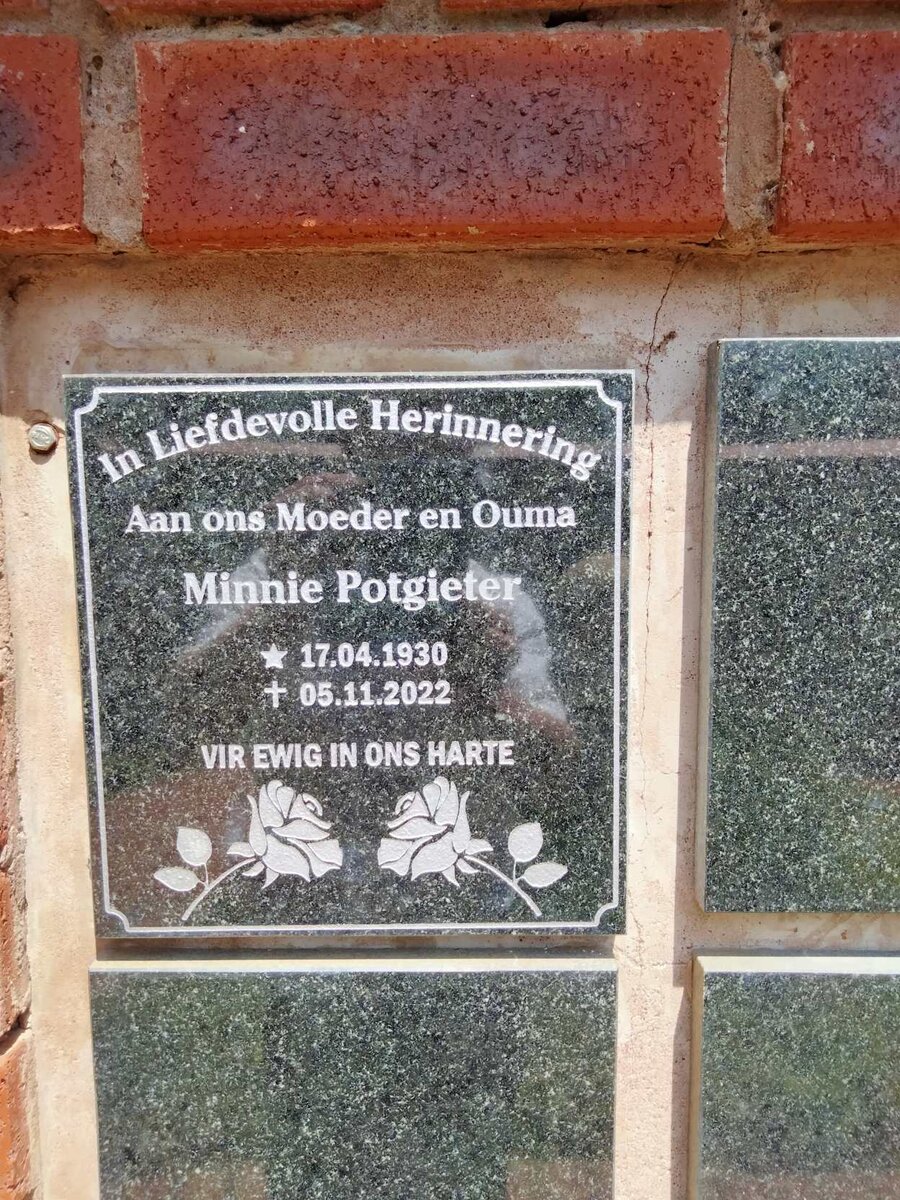 In Liefdevolle Herinnering
Aan ons Moeder en Ouma
Minnie Potgieter
★ 17.04.1930
✝ 05.11.2022
VIR EWIG IN ONS HARTE